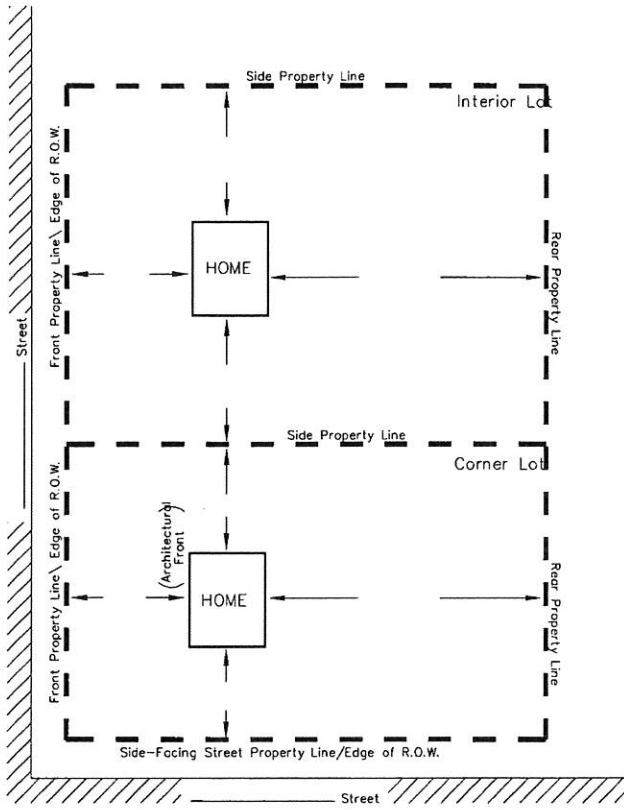 Side Property Line
Interior Lot
Front Property Line\ Edge of R.O.W.
HOME
Rear Property Line
Street
Side Property Line
Corner Lot
Front Property Line\ Edge of R.O.W.
(Architectural
Front)
HOME
Rear Property Line
Side-Facing Street Property Line/Edge of R.O.W.
Street